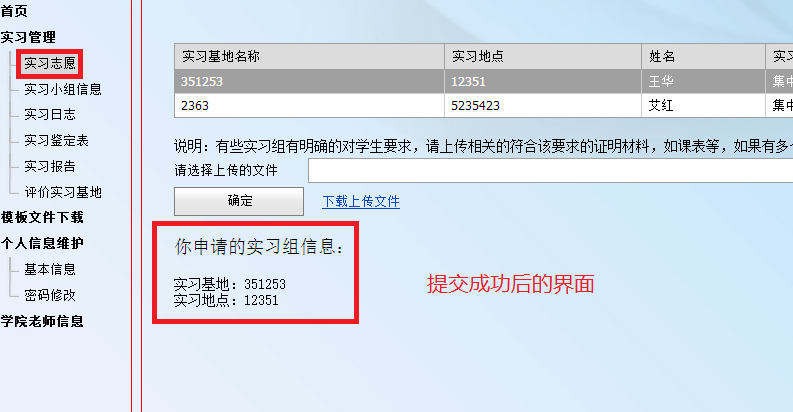 首页
实习管理
实习志愿
实习小组信息
实习日志
实习鉴定表
实习报告
评价实习基地
模板文件下载
个人信息维护
基本信息
密码修改
学院老师信息
实习基地名称 实习地点 姓名 实习
351253 12351 王华 集中
2363 5235423 艾红 集中
说明：有些实习组有明确的对学生要求，请上传相关的符合该要求的证明材料，如课表等，如果有多个
请选择上传的文件
确定 下载上传文件
你申请的实习组信息：
实习基地：351253
实习地点：12351
提交成功后的界面